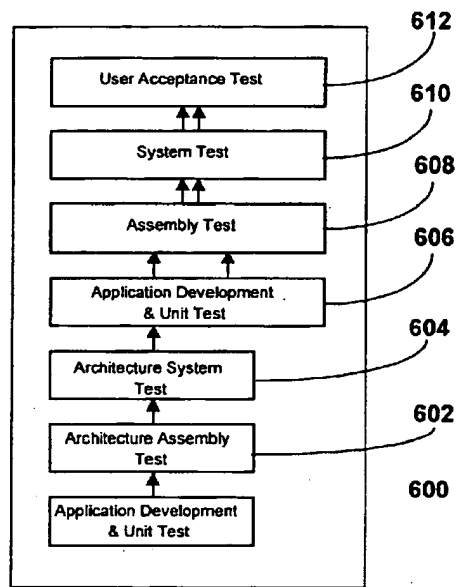 612
User Acceptance Test
610
System Test
608
Assembly Test
606
Application Development
& Unit Test
604
Architecture System
Test
602
Architecture Assembly
Test
600
Application Development
& Unit Test